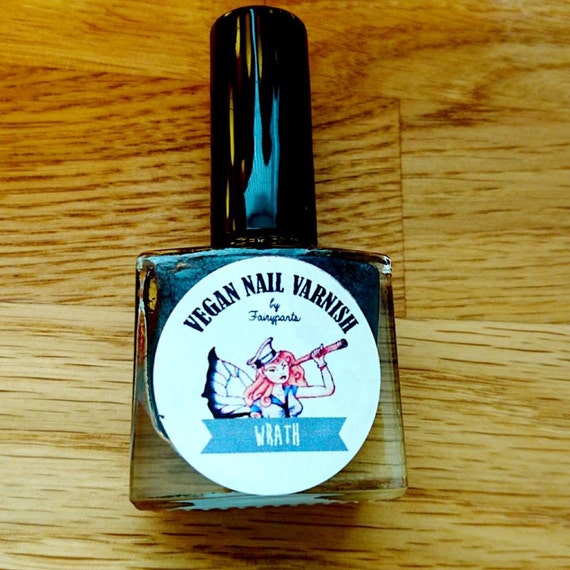 VEGAN NAIL VARNISH
by
Fairyparts
WRATH